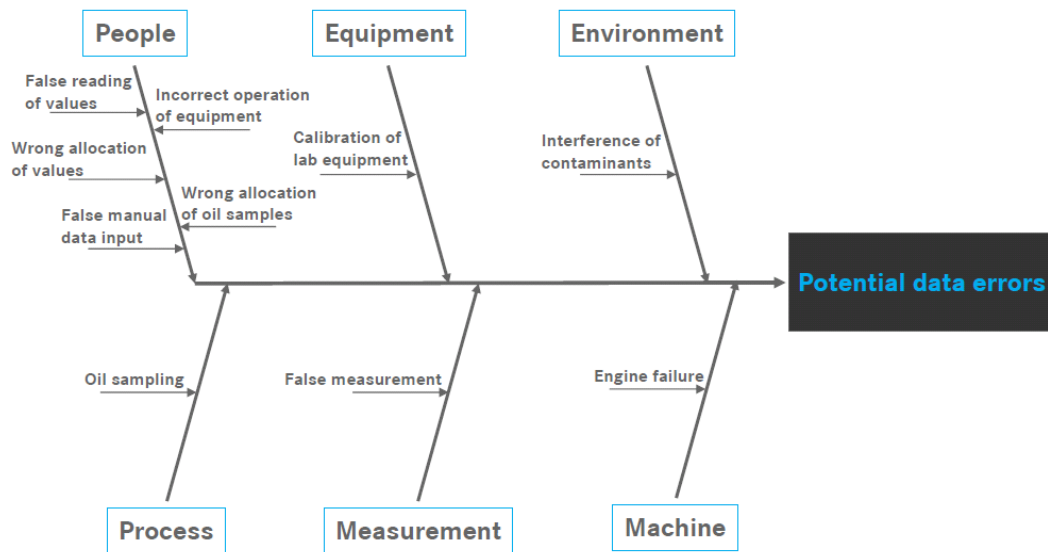 People
Equipment
Environment
False reading
of values
Incorrect operation
of equipment
Wrong allocation
of values
Wrong allocation
of oil samples
False manual
data input
Calibration of
lab equipment
Interference of
contaminants
Potential data errors
Oil sampling
False measurement
Engine failure
Process
Measurement
Machine